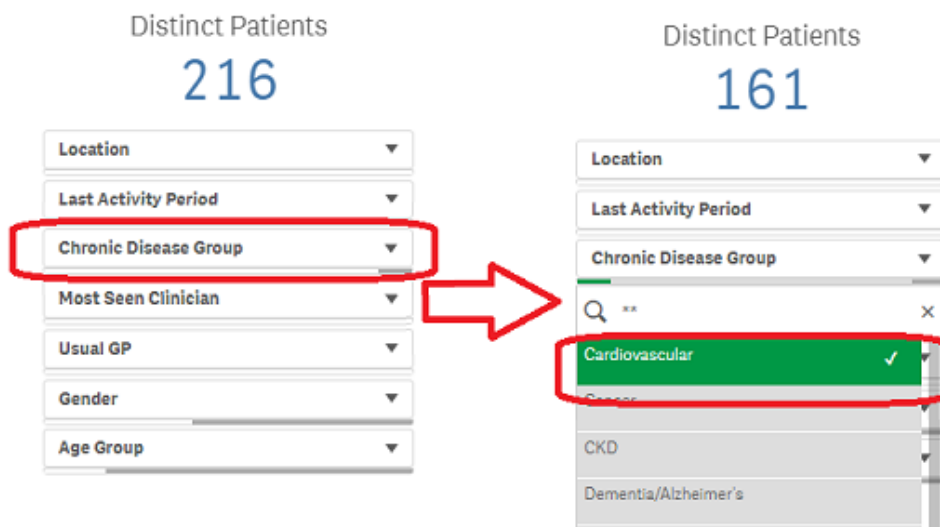 Distinct Patients
216
Location
Last Activity Period
Chronic Disease Group
Most Seen Clinician
Usual GP
Gender
Age Group
Distinct Patients
161
Location
Last Activity Period
Chronic Disease Group
**
Cardiovascular
Cancer
CKD
Dementia/Alzheimer's